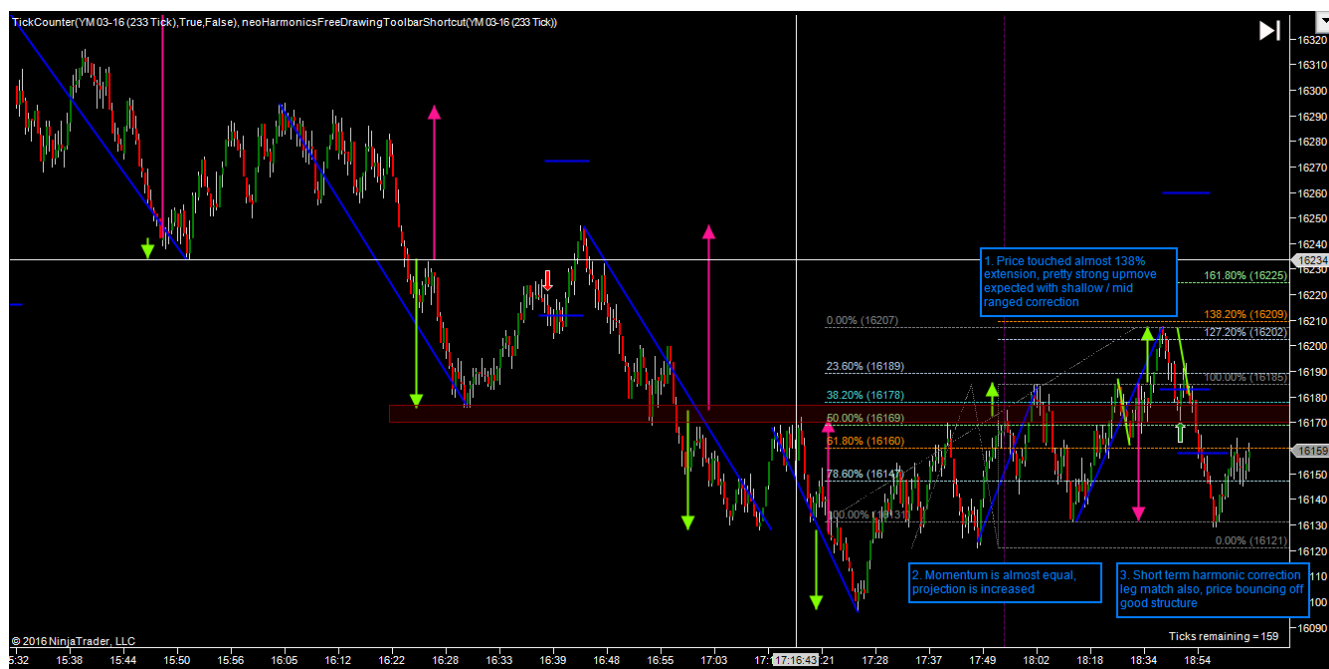 TickCounter(YM 03-16 (233 Tick),True,False), neoHarmonicsFreeDrawingToolbarShortcut(YM 03-16 (233 Tick))
16320
16310
16300
16290
16280
16270
16260
16250
16240
16234
16230
16220
16210
16200
16190
16180
16170
16159
16150
16140
16130
16120
16090
1. Price touched almost 138%
extension, pretty strong upmove
expected with shallow / mid
ranged correction
161.80% (16225)
138.20% (16209)
127.20% (16202)
100.00% (16185)
0.00% (16121)
0.00% (16207)
23.60% (16189)
38.20% (16178)
50.00% (16169)
61.80% (16160)
78.60% (16147)
100.00% (16131)
2. Momentum is almost equal,
projection is increased
3. Short term harmonic correction
leg match also, price bouncing off
good structure
© 2016 NinjaTrader, LLC
Ticks remaining = 159
15:38 15:44 15:50 15:56 16:05 16:13 16:22 16:28 16:30 16:39 16:48 16:55 17:03 17:16:43 17:28 17:37 17:49 18:02 18:18 18:34 18:54